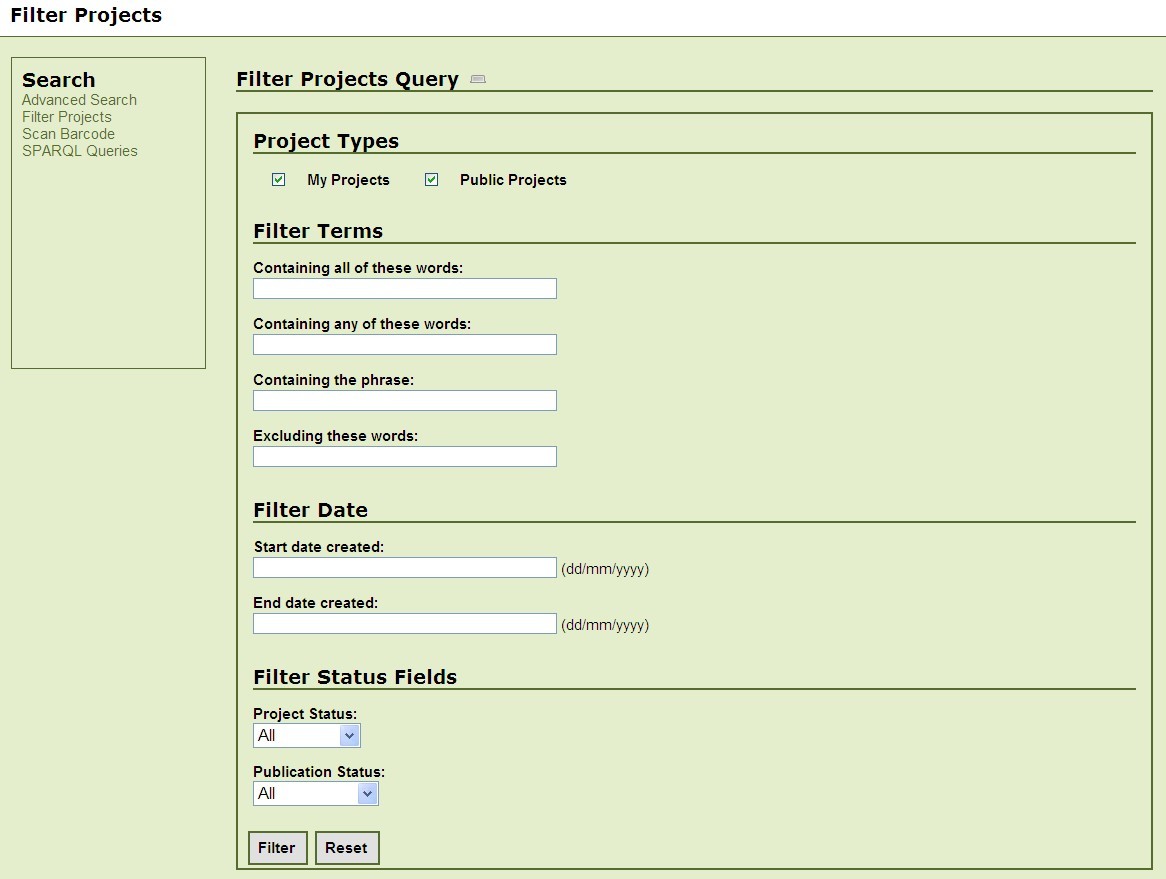 Filter Projects
Search
Advanced Search
Filter Projects
Scan Barcode
SPARQL Queries
Filter Projects Query
Project Types
My Projects Public Projects
Filter Terms
Containing all of these words:
Containing any of these words:
Containing the phrase:
Excluding these words:
Filter Date
Start date created:
(dd/mm/yyyy)
End date created:
(dd/mm/yyyy)
Filter Status Fields
Project Status:
All
Publication Status:
All
Filter Reset